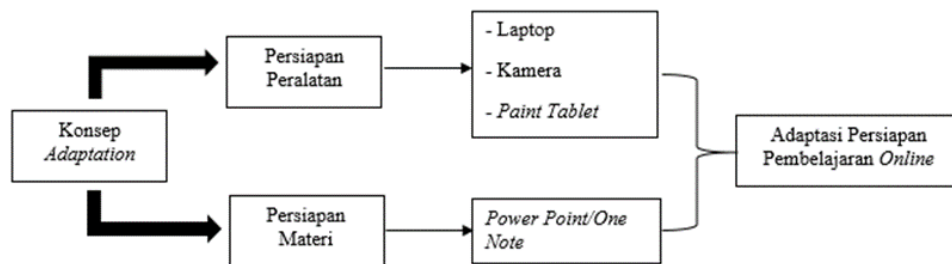 Konsep
Adaptation
Persiapan
Peralatan
- Laptop
- Kamera
- Paint Tablet
Persiapan
Materi
Power Point/One
Note
Adaptasi Persiapan
Pembelajaran Online